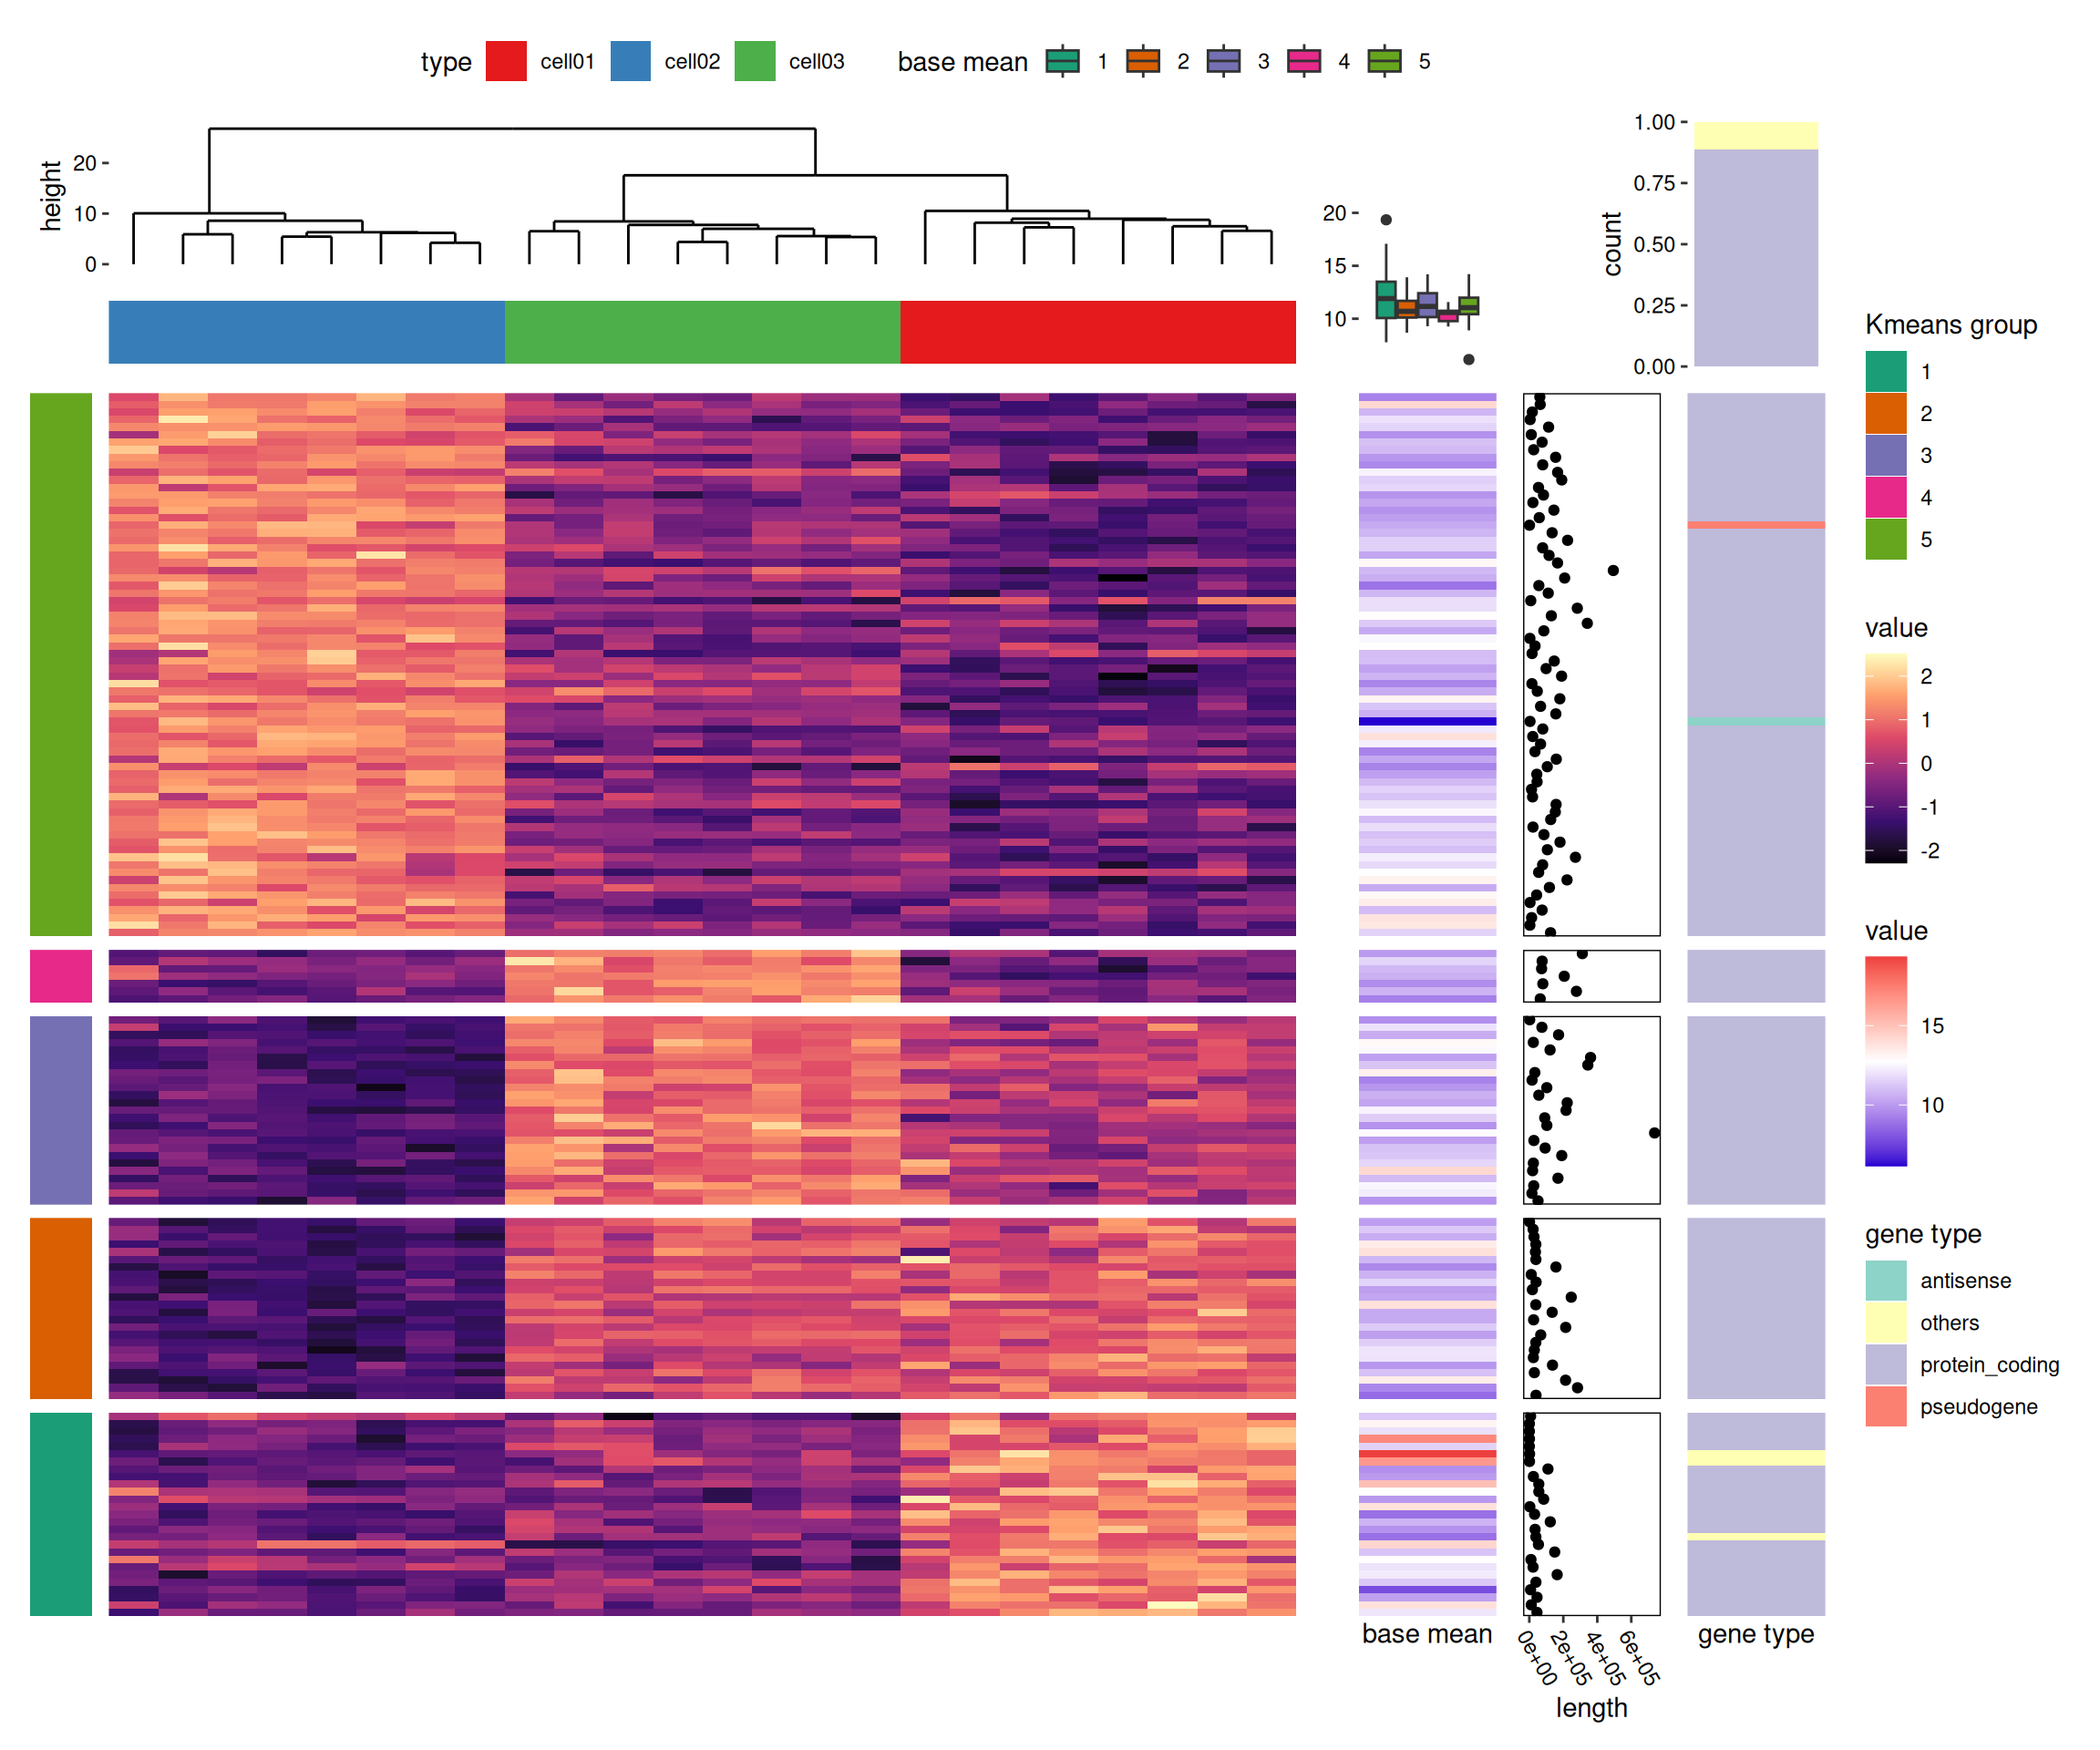 type cell01 cell02 cell03 base mean 1 2 3 4 5
height
20
10
0
20
15
10
count
1.00
0.75
0.50
0.25
0.00
Kmeans group
1
2
3
4
5
value
2
1
0
-1
-2
value
15
10
gene type
antisense
others
protein_coding
pseudogene
base mean
0e+00 2e+05 4e+05 6e+05
length
gene type